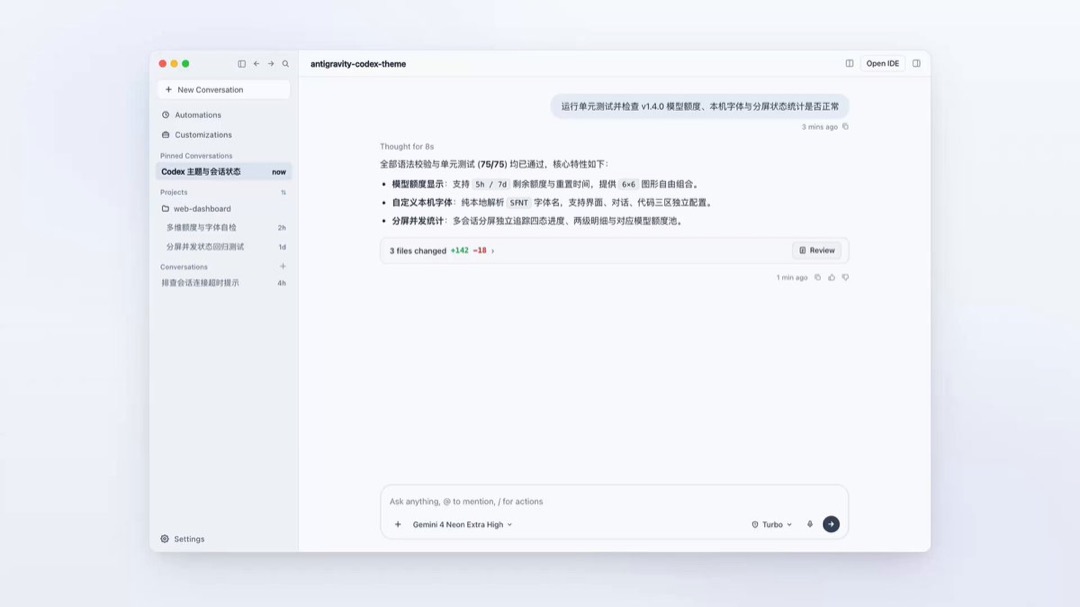 antigravity-codex-theme
Open IDE
New Conversation
Automations
Customizations
Pinned Conversations
Codex 主题与会话状态 now
Projects
web-dashboard
多维额度与字体自检 2h
分屏并发状态回归测试 1d
Conversations
排查会话连接超时提示 4h
Settings
运行单元测试并检查 v1.4.0 模型额度、本机字体与分屏状态统计是否正常
3 mins ago
Thought for 8s
全部语法校验与单元测试 (75/75) 均已通过，核心特性如下：
• 模型额度显示：支持 5h / 7d 剩余额度与重置时间，提供 6×6 图形自由组合。
• 自定义本机字体：纯本地解析 SFNT 字体名，支持界面、对话、代码三区独立配置。
• 分屏并发统计：多会话分屏独立追踪四态进度、两级明细与对应模型额度池。
3 files changed +142 −18 ›
Review
1 min ago
Ask anything, @ to mention, / for actions
Gemini 4 Neon Extra High
Turbo